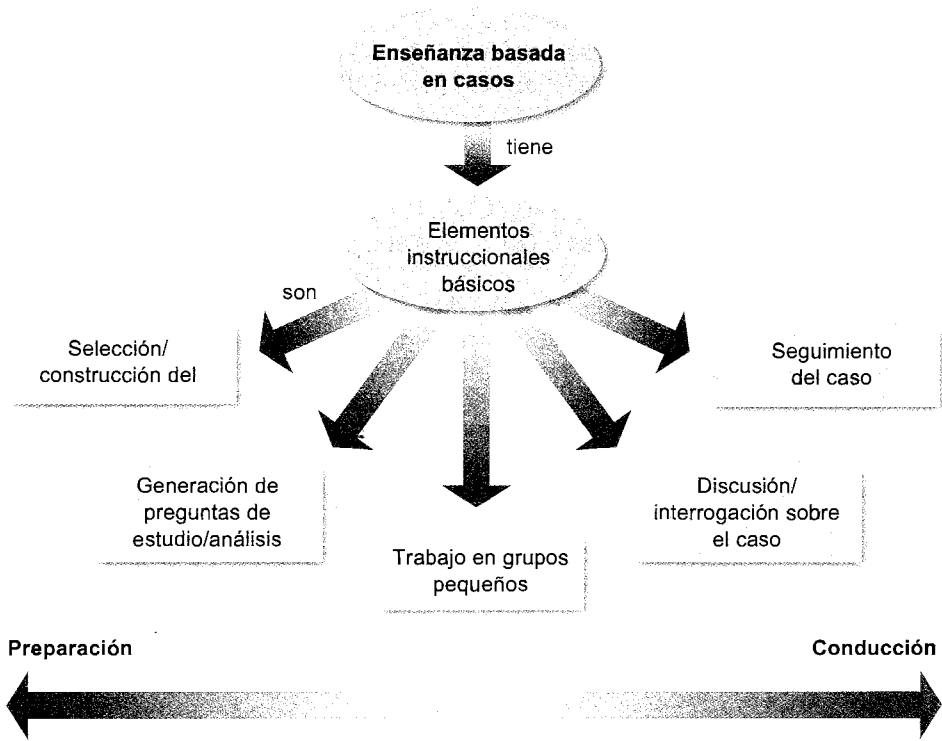 Enseñanza basada
en casos
tiene
Elementos
instruccionales
básicos
son
Selección/
construcción del
Generación de
preguntas de
estudio/análisis
Trabajo en grupos
pequeños
Discusión/
interrogación sobre
el caso
Seguimiento
del caso
Preparación
Conducción